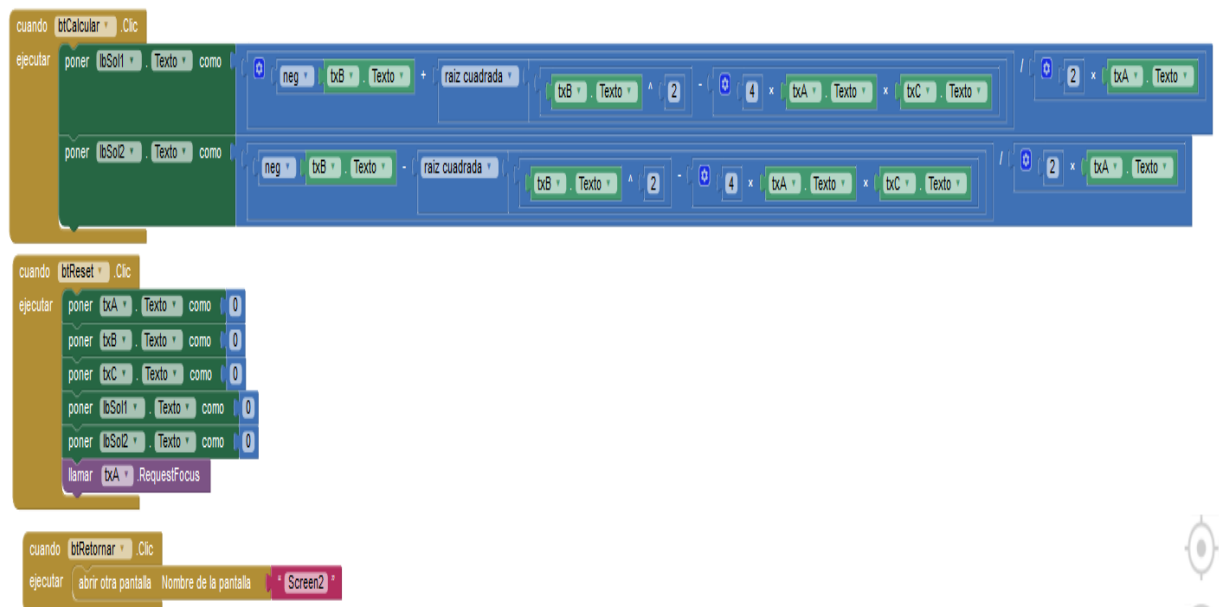 cuando btCalcular .Clic
ejecutar poner lbSol1 . Texto como neg txB . Texto + raiz cuadrada txB . Texto ^ 2 - 4 × txA . Texto × txC . Texto / 2 × txA . Texto
poner lbSol2 . Texto como neg txB . Texto - raiz cuadrada txB . Texto ^ 2 - 4 × txA . Texto × txC . Texto / 2 × txA . Texto
cuando btReset .Clic
ejecutar poner txA . Texto como 0
poner txB . Texto como 0
poner txC . Texto como 0
poner lbSol1 . Texto como 0
poner lbSol2 . Texto como 0
llamar txA .RequestFocus
cuando btRetornar .Clic
ejecutar abrir otra pantalla Nombre de la pantalla " Screen2 "